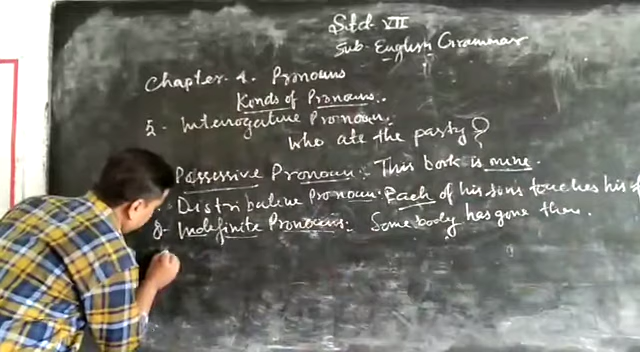 Std. VII
Sub. English Grammar
Chapter. 4. Pronouns
Kinds of Pronouns.
5. Interrogative Pronoun.
Who ate the pasty?
Possessive Pronoun:- This book is mine.
Distributive Pronoun. Each of his sons touches his
8- Indefinite Pronouns:- Somebody has gone there.